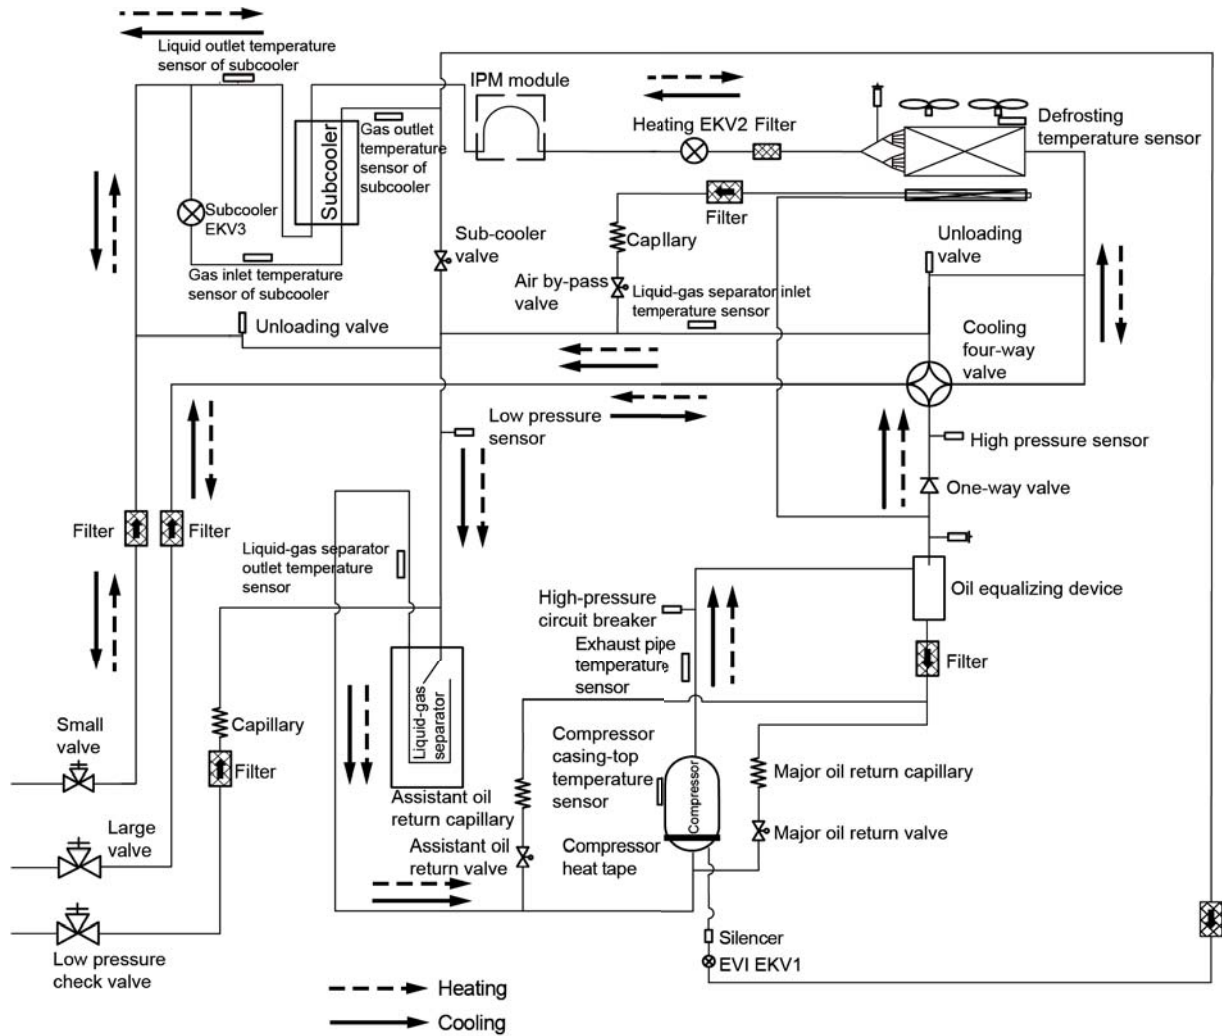 Liquid outlet temperature
sensor of subcooler
IPM module
Gas outlet
temperature
sensor of
subcooler
Subcooler
Heating EKV2 Filter
Defrosting
temperature sensor
Subcooler
EKV3
Filter
Capllary
Sub-cooler
valve
Unloading
valve
Gas inlet temperature
sensor of subcooler
Air by-pass
valve
Liquid-gas separator inlet
temperature sensor
Unloading valve
Cooling
four-way
valve
Low pressure
sensor
High pressure sensor
One-way valve
Filter
Filter
Liquid-gas separator
outlet temperature
sensor
High-pressure
circuit breaker
Oil equalizing device
Exhaust pipe
temperature
sensor
Filter
Liquid-gas
separator
Small
valve
Capillary
Filter
Compressor
casing-top
temperature
sensor
Compressor
Major oil return capillary
Assistant oil
return capillary
Large
valve
Assistant oil
return valve
Compressor
heat tape
Major oil return valve
Low pressure
check valve
Silencer
EVI EKV1
Heating
Cooling